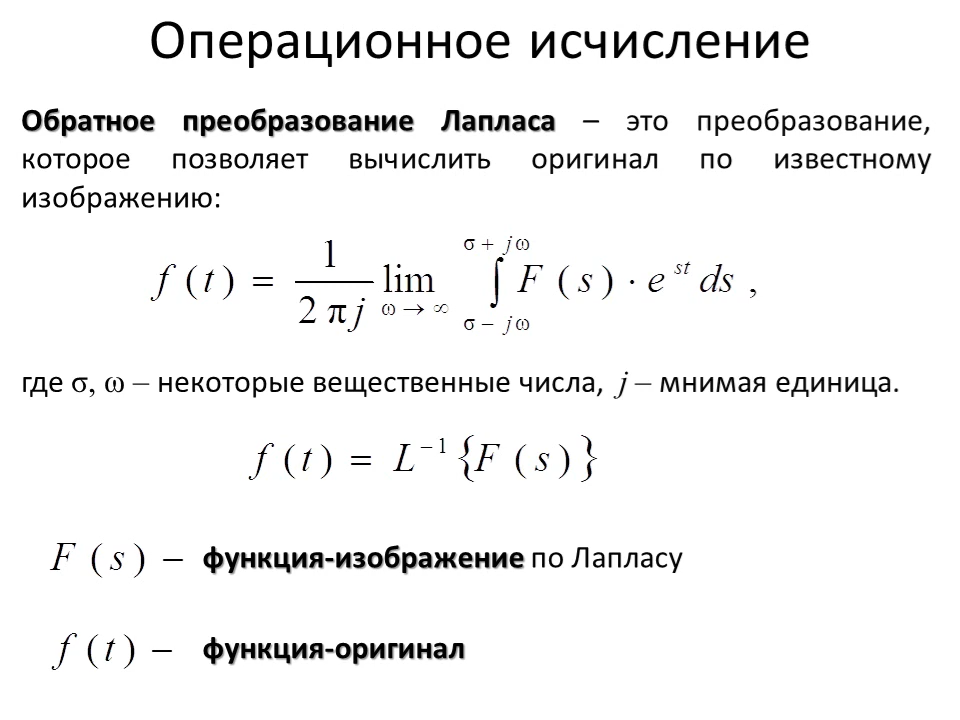 Операционное исчисление
Обратное преобразование Лапласа – это преобразование,
которое позволяет вычислить оригинал по известному
изображению:
f(t) = 1/(2πj) lim_{ω→∞} ∫_{σ−jω}^{σ+jω} F(s)·e^{st} ds,
где σ, ω – некоторые вещественные числа, j – мнимая единица.
f(t) = L^{−1}{F(s)}
F(s) – функция-изображение по Лапласу
f(t) – функция-оригинал